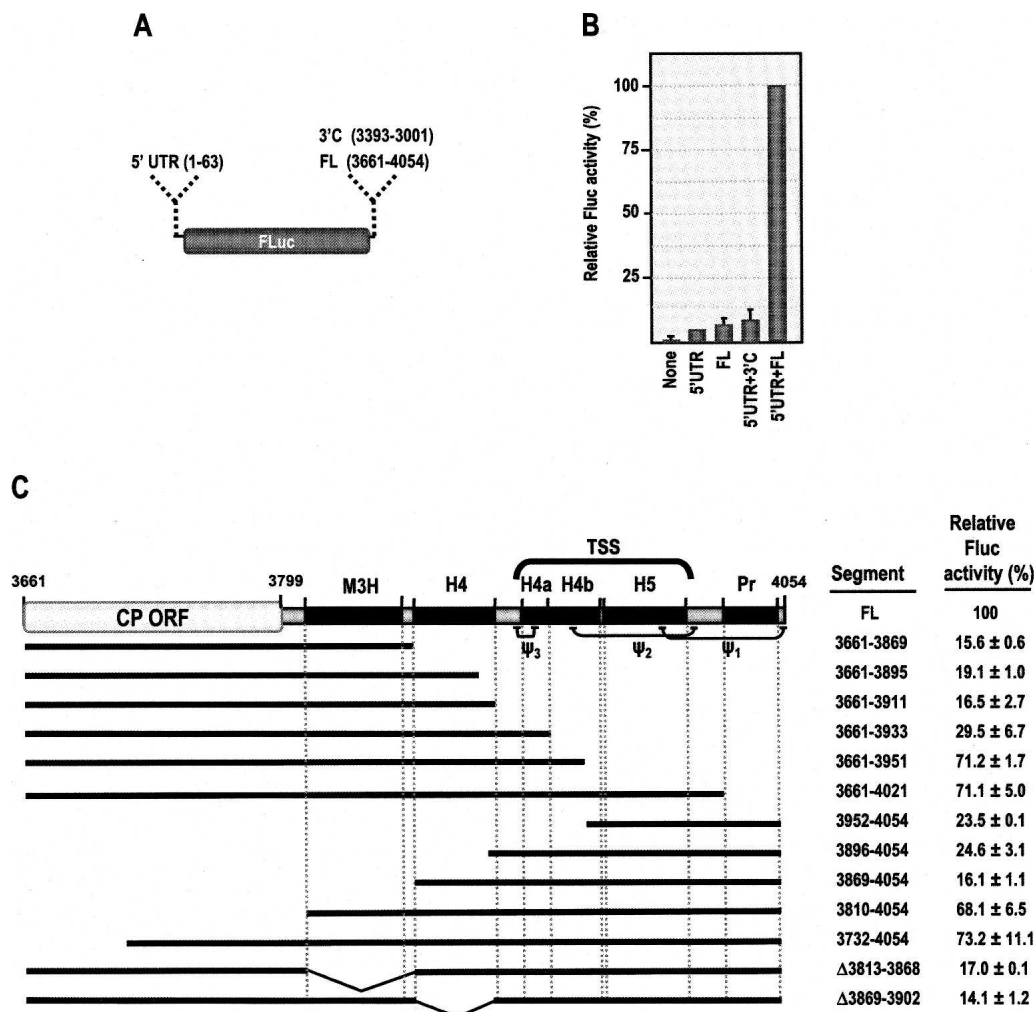 A
3'C (3393-3001)
5' UTR (1-63)
FL (3661-4054)
FLuc
B
Relative Fluc activity (%)
100
75
50
25
None
5'UTR
FL
5'UTR+3'C
5'UTR+FL
C
TSS
3661
3799
M3H
H4
H4a
H4b
H5
Pr
4054
CP ORF
Ψ3
Ψ2
Ψ1
Segment
Relative
Fluc
activity (%)
FL 100
3661-3869 15.6 ± 0.6
3661-3895 19.1 ± 1.0
3661-3911 16.5 ± 2.7
3661-3933 29.5 ± 6.7
3661-3951 71.2 ± 1.7
3661-4021 71.1 ± 5.0
3952-4054 23.5 ± 0.1
3896-4054 24.6 ± 3.1
3869-4054 16.1 ± 1.1
3810-4054 68.1 ± 6.5
3732-4054 73.2 ± 11.1
Δ3813-3868 17.0 ± 0.1
Δ3869-3902 14.1 ± 1.2